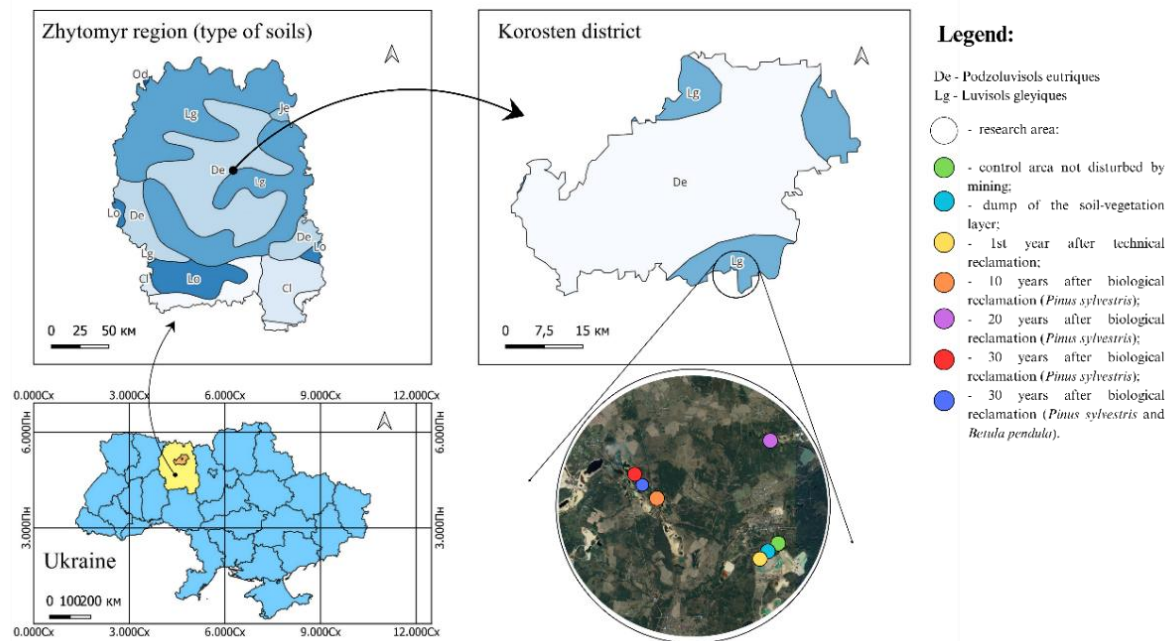 Zhytomyr region (type of soils)
Od
Lg
Je
De
Lg
Lo
De
De
Lo
Lg
Cl
Lo
Cl
0 25 50 км
Korosten district
Lg
De
Lg
0 7,5 15 км
0.000Сх 3.000Сх 6.000Сх 9.000Сх 12.000Сх
6.000Пн
3.000Пн
6.000Пн
3.000Пн
Ukraine
0 100200 км
0.000Сх 3.000Сх 6.000Сх 9.000Сх 12.000Сх
Legend:
De - Podzoluvisols eutriques
Lg - Luvisols gleyiques
- research area:
- control area not disturbed by
mining;
- dump of the soil-vegetation
layer;
- 1st year after technical
reclamation;
- 10 years after biological
reclamation (Pinus sylvestris);
- 20 years after biological
reclamation (Pinus sylvestris);
- 30 years after biological
reclamation (Pinus sylvestris);
- 30 years after biological
reclamation (Pinus sylvestris and
Betula pendula).